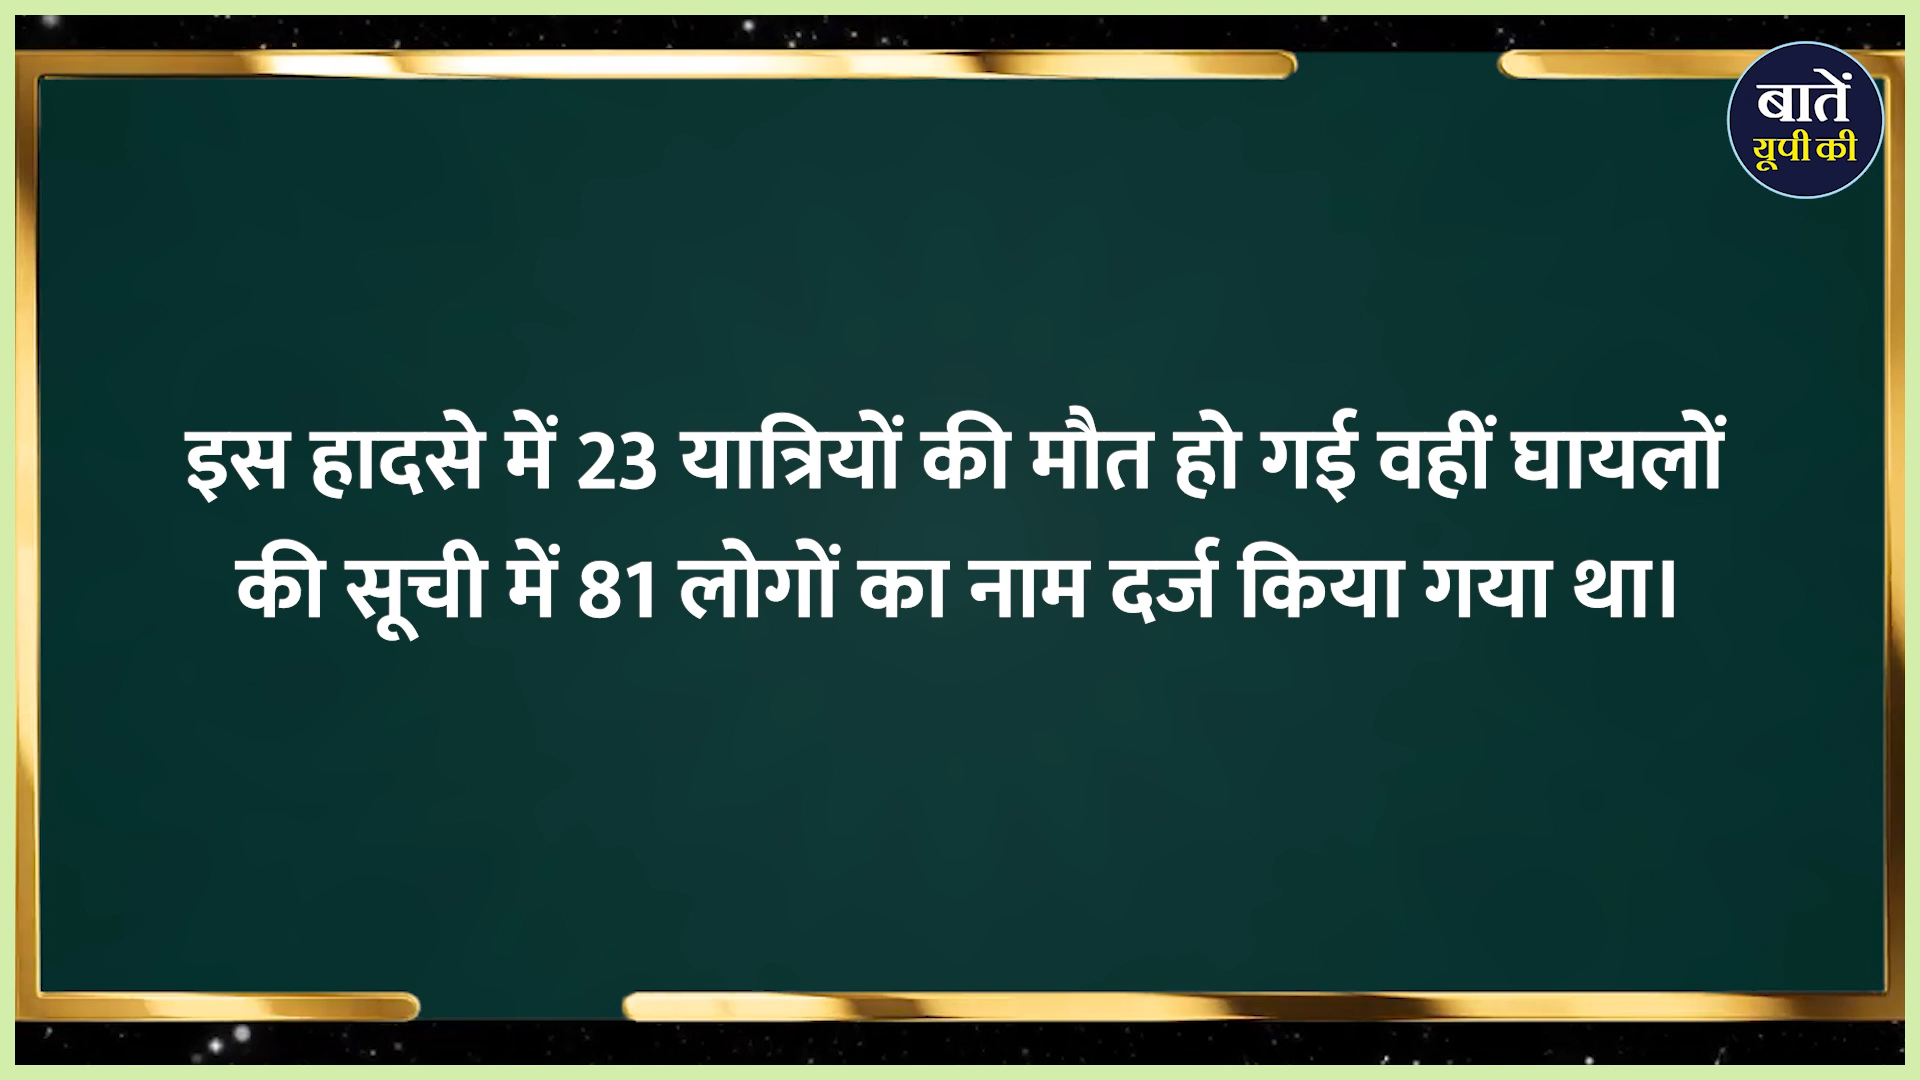 बातें
यूपी की
इस हादसे में 23 यात्रियों की मौत हो गई वहीं घायलों
की सूची में 81 लोगों का नाम दर्ज किया गया था।